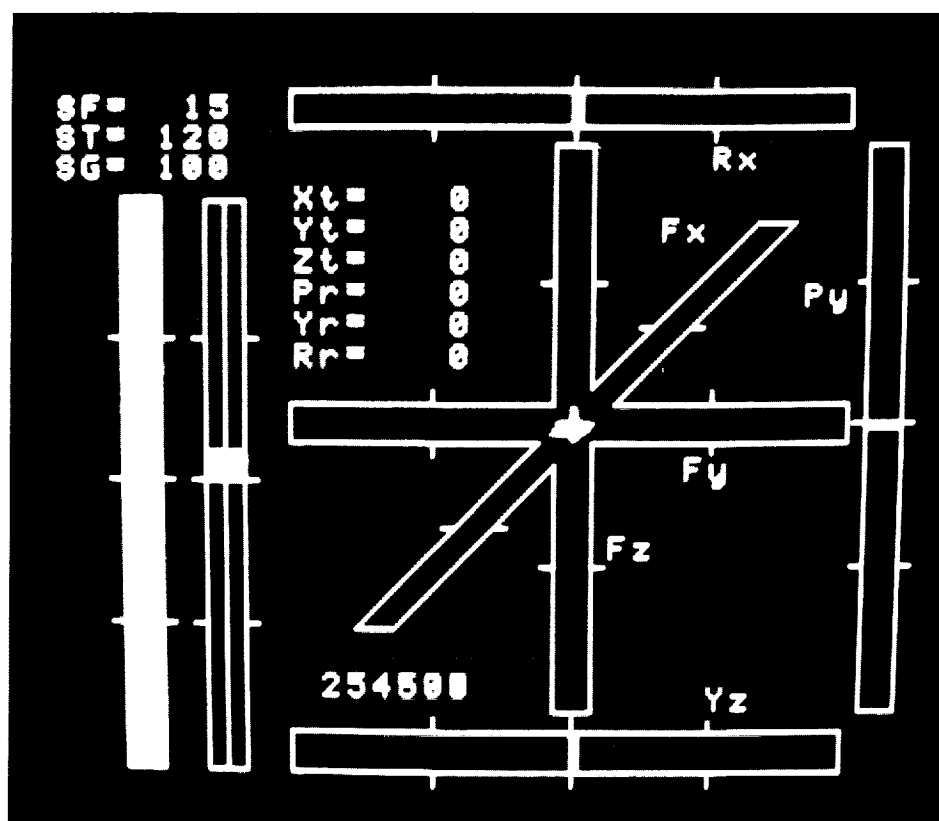 SF= 15
ST= 120
SG= 100
Rx
Xt= 0
Yt= 0
Zt= 0
Pr= 0
Yr= 0
Rr= 0
Fx
Py
Fy
Fz
254500
Yz